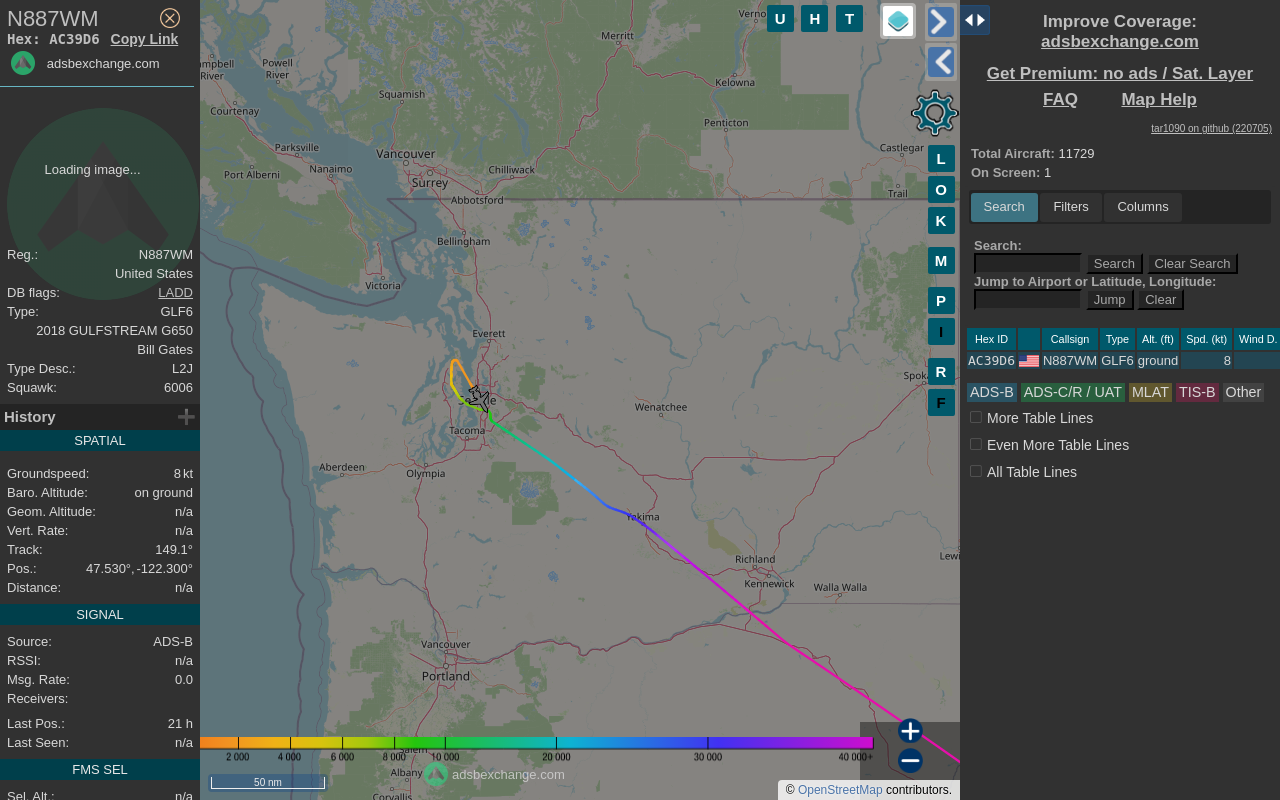 N887WM
Hex: AC39D6 Copy Link
adsbexchange.com
Loading image...
Reg.: N887WM
United States
DB flags: LADD
Type: GLF6
2018 GULFSTREAM G650
Bill Gates
Type Desc.: L2J
Squawk: 6006
History
SPATIAL
Groundspeed: 8 kt
Baro. Altitude: on ground
Geom. Altitude: n/a
Vert. Rate: n/a
Track: 149.1°
Pos.: 47.530°, -122.300°
Distance: n/a
SIGNAL
Source: ADS-B
RSSI: n/a
Msg. Rate: 0.0
Receivers:
Last Pos.: 21 h
Last Seen: n/a
FMS SEL
Sel. Alt.: n/a
U H T
Verno
Merritt
Powell
River
mpbell
River
Kelowna
Squamish
Courtenay
Penticton
Parksville
Vancouver
Castlegar
Nanaimo
Port Alberni
Surrey
Chilliwack
Abbotsford
Trail
Bellingham
Victoria
Everett
Spok
Wenatchee
Tacoma
Aberdeen
Olympia
Yakima
Richland
Kennewick
Walla Walla
Lewi
Vancouver
Portland
Albany
Corvallis
L
O
K
M
P
I
R
F
2 000 4 000 6 000 8 000 10 000 20 000 30 000 40 000+
50 nm
adsbexchange.com
© OpenStreetMap contributors.
Improve Coverage:
adsbexchange.com
Get Premium: no ads / Sat. Layer
FAQ Map Help
tar1090 on github (220705)
Total Aircraft: 11729
On Screen: 1
Search Filters Columns
Search:
Search Clear Search
Jump to Airport or Latitude, Longitude:
Jump Clear
Hex ID Callsign Type Alt. (ft) Spd. (kt) Wind D.
AC39D6 N887WM GLF6 ground 8
ADS-B ADS-C/R / UAT MLAT TIS-B Other
More Table Lines
Even More Table Lines
All Table Lines